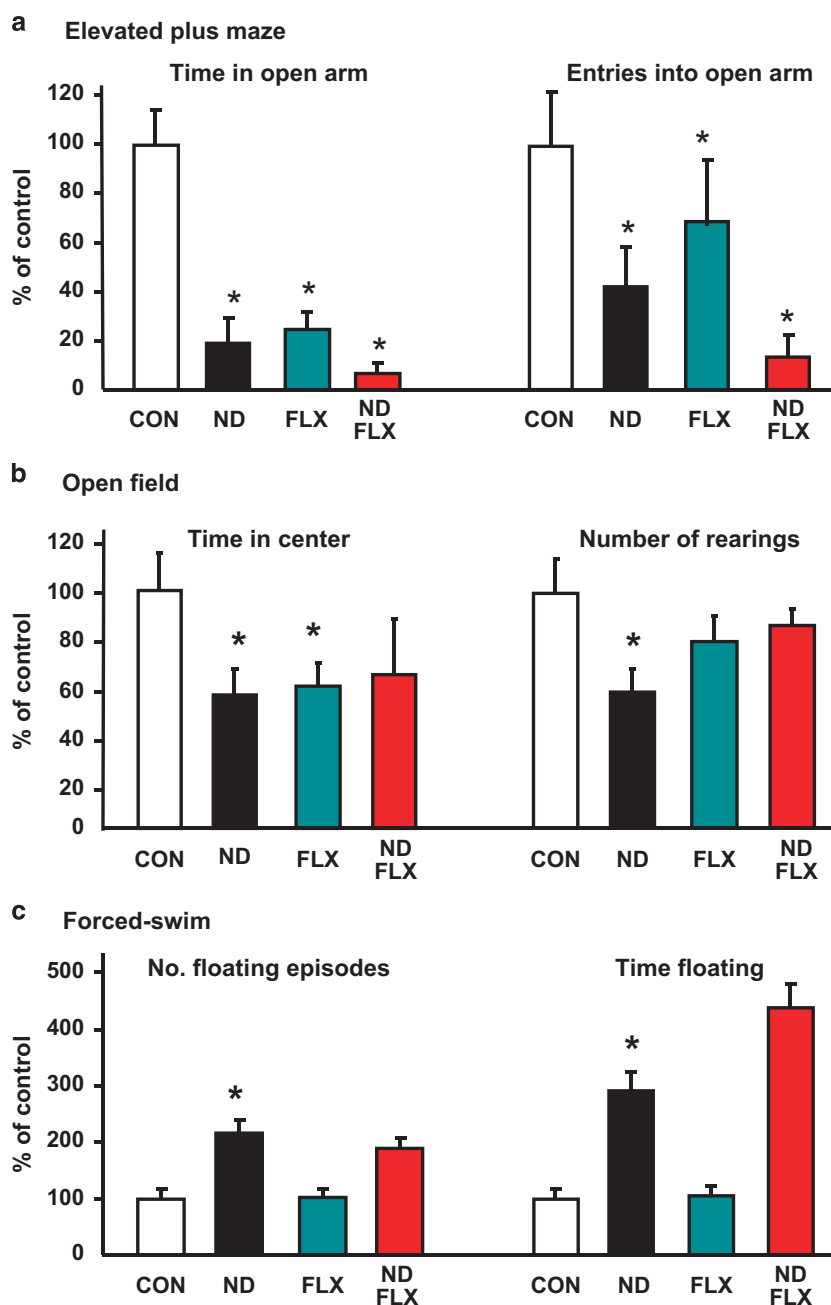 a Elevated plus maze
Time in open arm
Entries into open arm
% of control
120
100
80
60
40
20
0
*
*
*
*
*
*
CON ND FLX ND FLX
CON ND FLX ND FLX
b Open field
Time in center
Number of rearings
% of control
120
100
80
60
40
20
0
*
*
*
CON ND FLX ND FLX
CON ND FLX ND FLX
c Forced-swim
No. floating episodes
Time floating
% of control
500
400
300
200
100
0
*
*
CON ND FLX ND FLX
CON ND FLX ND FLX